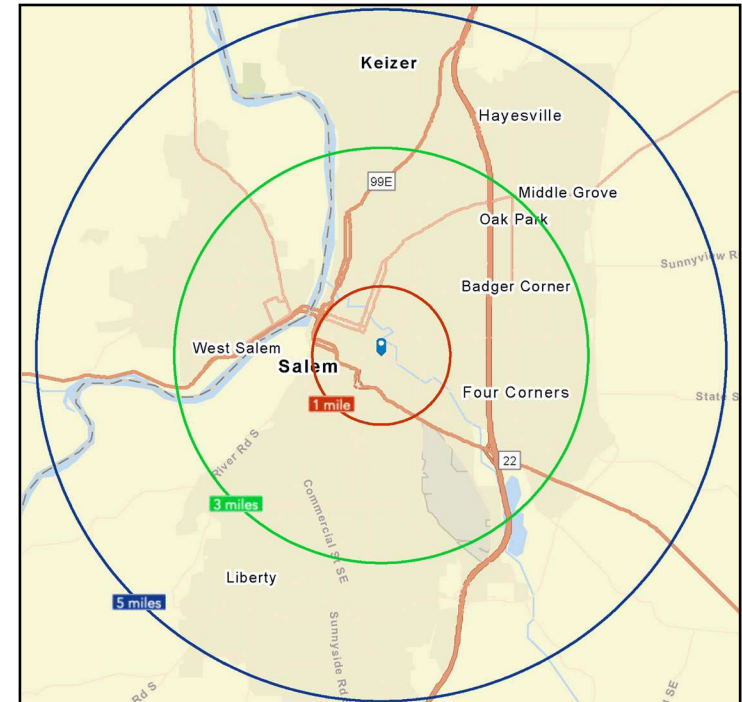 Keizer
Hayesville
99E
Middle Grove
Oak Park
Sunnyview R
Badger Corner
West Salem
Salem
Four Corners
State S
1 mile
River Rd S
22
3 miles
Commercial St SE
Liberty
5 miles
Sunnyside Rd
Rd S
SE